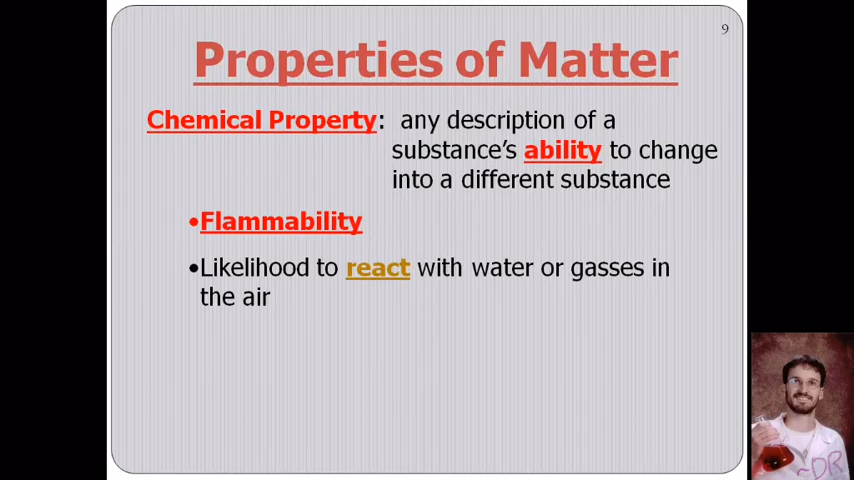 9
Properties of Matter
Chemical Property: any description of a
substance's ability to change
into a different substance
•Flammability
•Likelihood to react with water or gasses in
the air
~DR